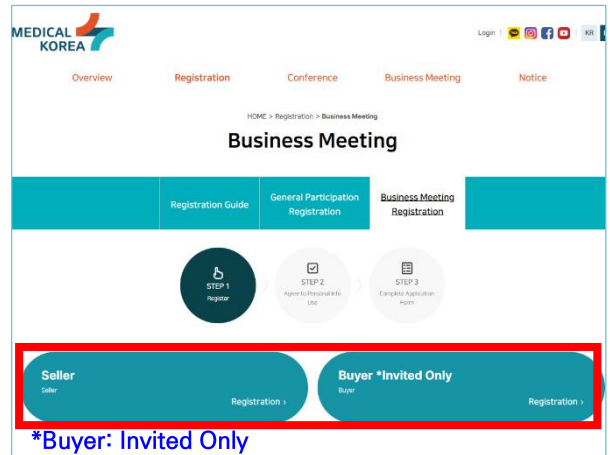 MEDICAL
KOREA
Login
KR
Overview
Registration
Conference
Business Meeting
Notice
HOME > Registration > Business Meeting
Business Meeting
Registration Guide
General Participation
Registration
Business Meeting
Registration
STEP 1
Register
STEP 2
Agree to Personal Info
Use
STEP 3
Complete Application
Form
Seller
Seller
Registration >
Buyer *Invited Only
Buyer
Registration >
*Buyer: Invited Only